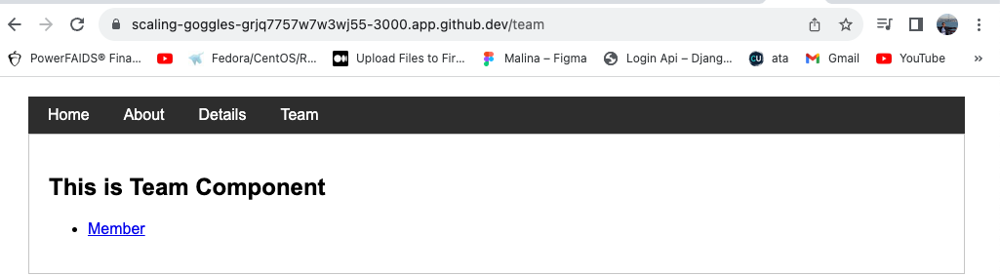 scaling-goggles-grjq7757w7w3wj55-3000.app.github.dev/team
PowerFAIDS® Fina... Fedora/CentOS/R... Upload Files to Fir... Malina – Figma Login Api – Djang... CU ata Gmail YouTube »
Home About Details Team
This is Team Component
• Member